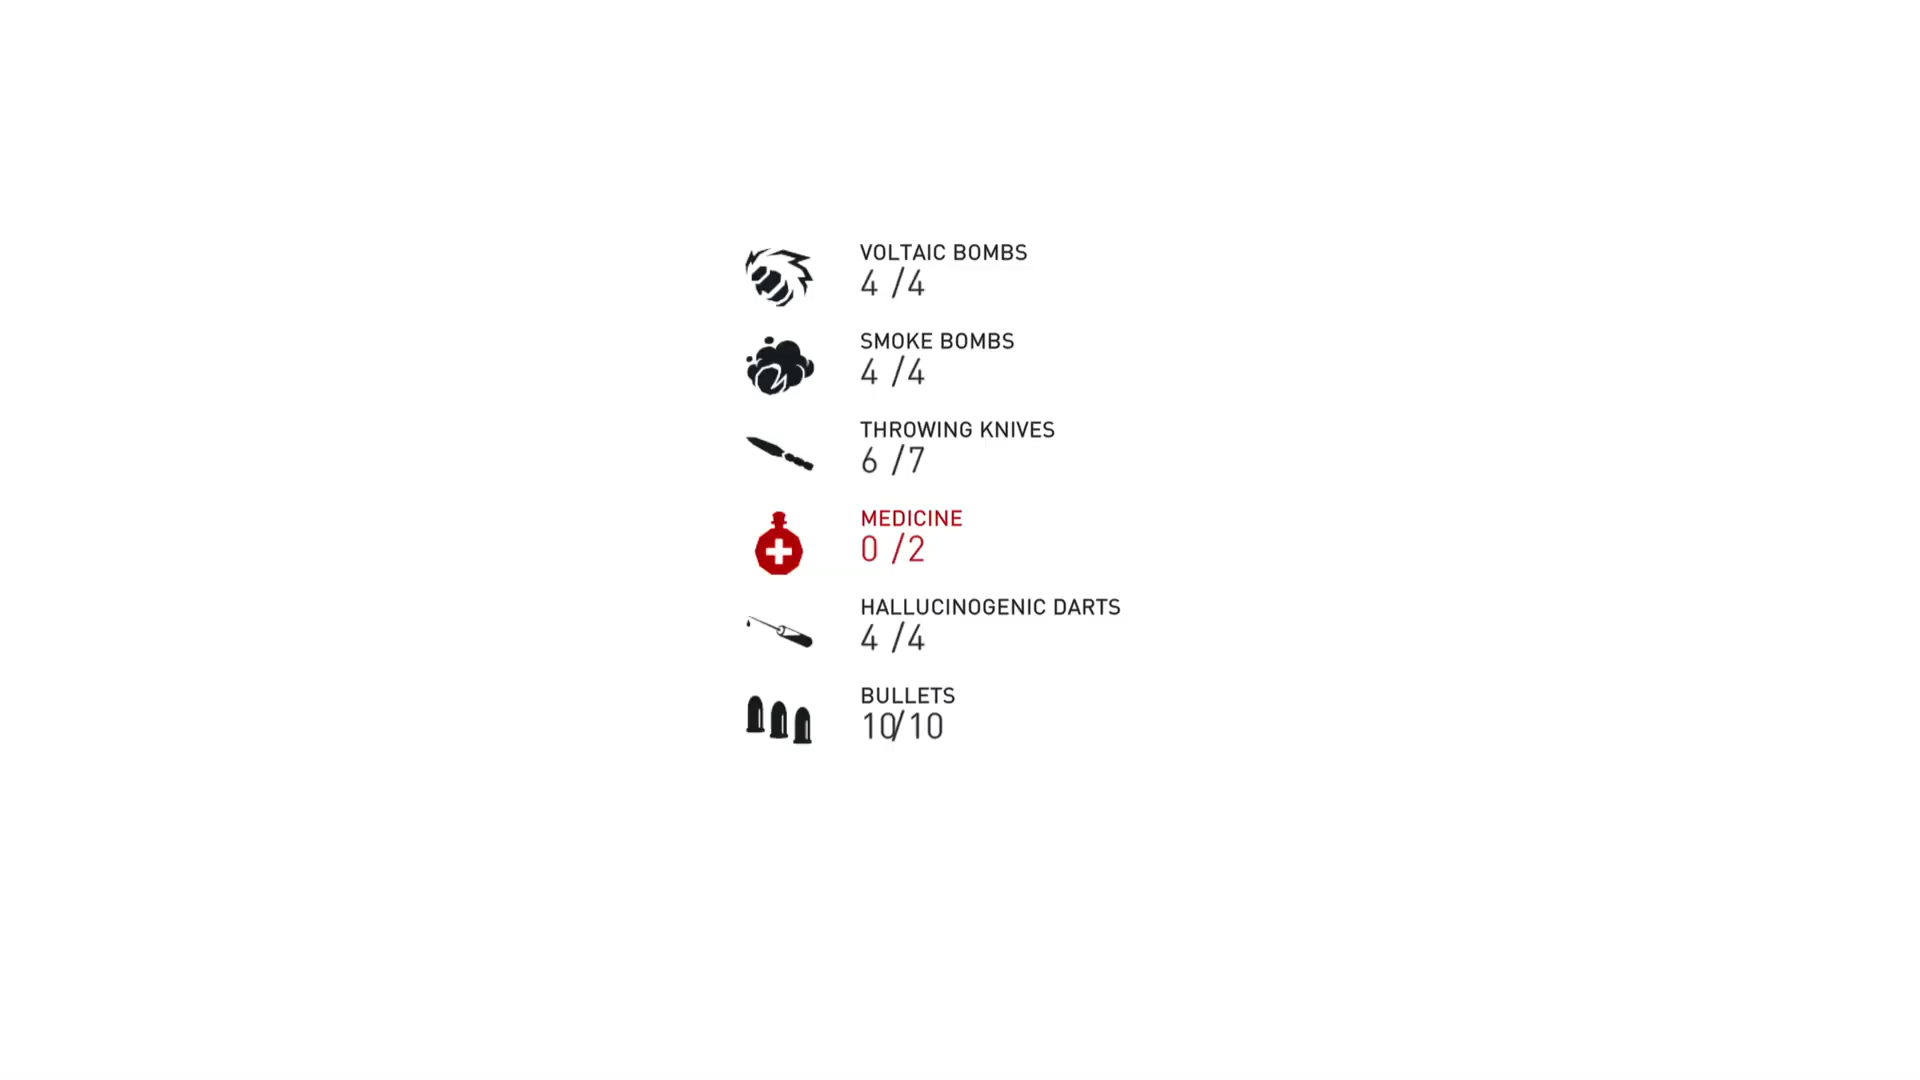 VOLTAIC BOMBS
4 /4
SMOKE BOMBS
4 /4
THROWING KNIVES
6 /7
MEDICINE
0 /2
HALLUCINOGENIC DARTS
4 /4
BULLETS
10/10